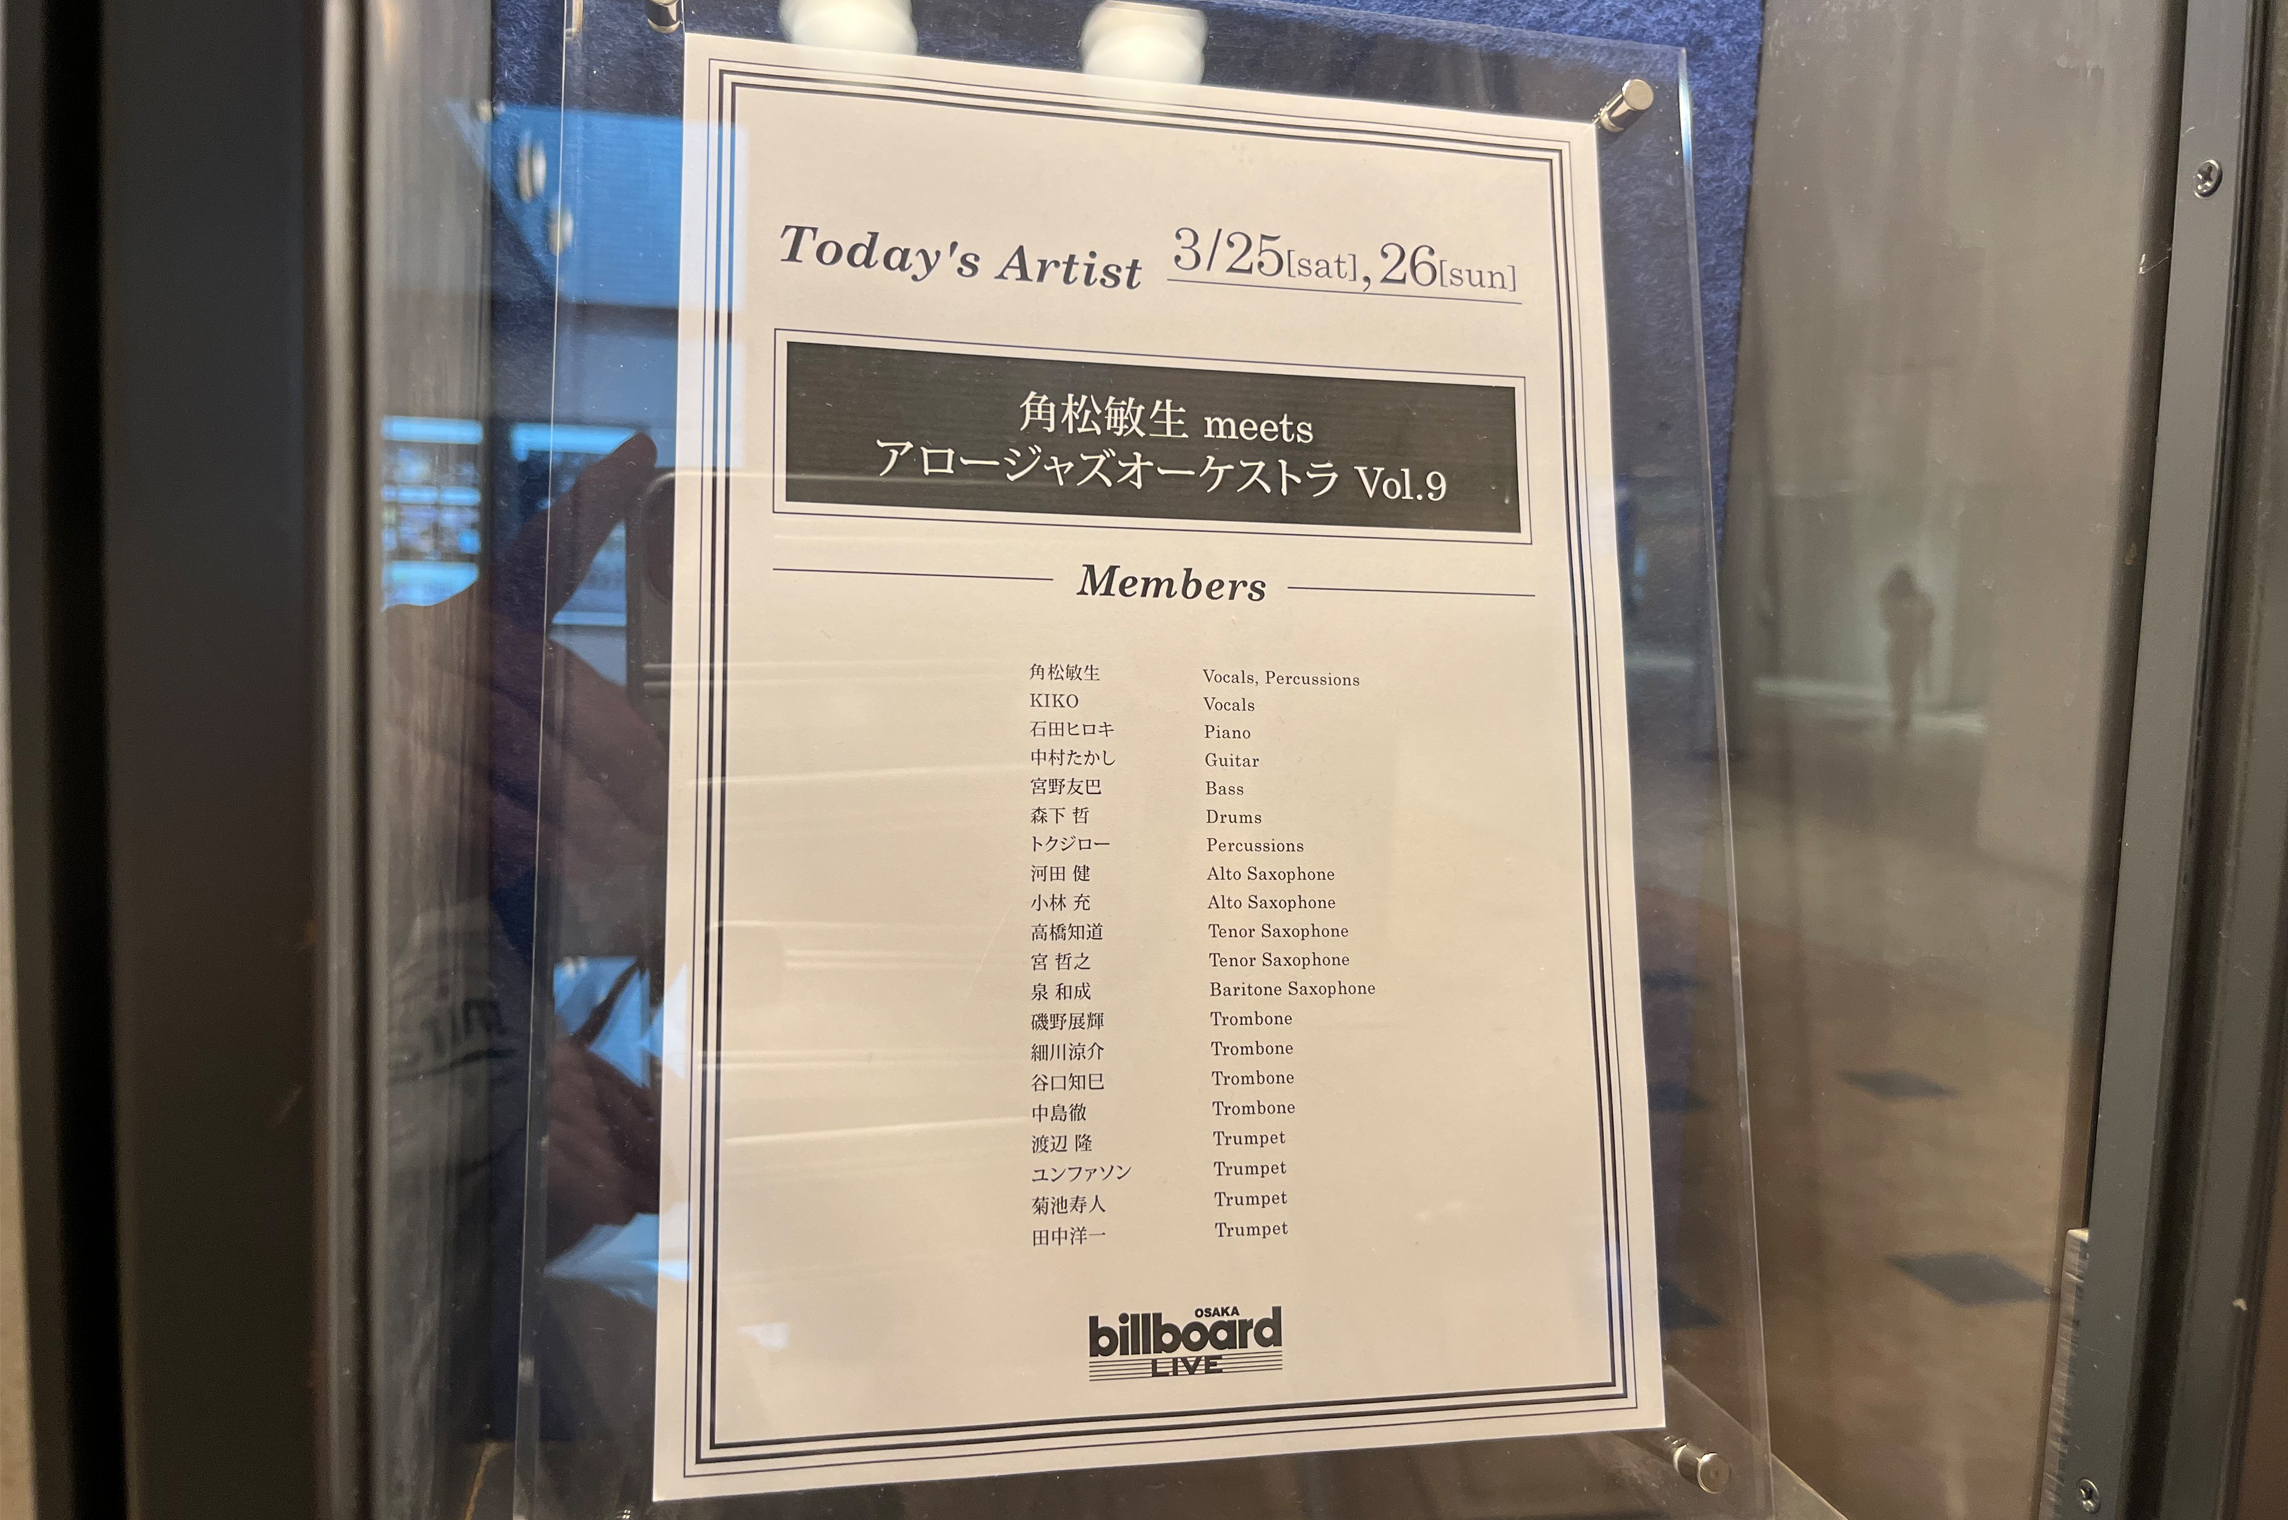 Today's Artist 3/25[sat],26[sun]
角松敏生 meets
アロージャズオーケストラ Vol.9
Members
角松敏生 Vocals, Percussions
KIKO Vocals
石田ヒロキ Piano
中村たかし Guitar
宮野友巴 Bass
森下 哲 Drums
トクジロー Percussions
河田 健 Alto Saxophone
小林 充 Alto Saxophone
高橋知道 Tenor Saxophone
宮 哲之 Tenor Saxophone
泉 和成 Baritone Saxophone
磯野展輝 Trombone
細川涼介 Trombone
谷口知巳 Trombone
中島徹 Trombone
渡辺 隆 Trumpet
ユンファソン Trumpet
菊池寿人 Trumpet
田中洋一 Trumpet
OSAKA
billboard
LIVE